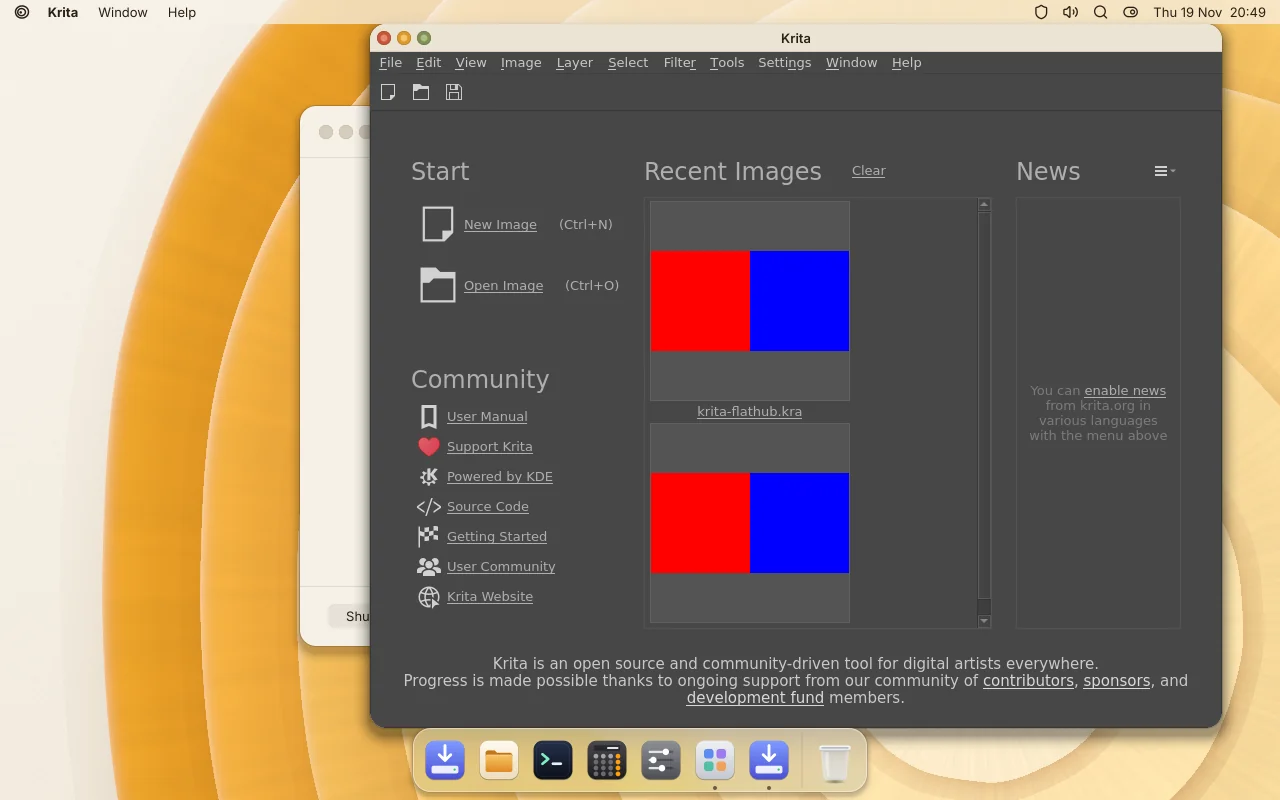 Krita Window Help Thu 19 Nov 20:49
Krita
File Edit View Image Layer Select Filter Tools Settings Window Help
Start
New Image (Ctrl+N)
Open Image (Ctrl+O)
Community
User Manual
Support Krita
Powered by KDE
Source Code
Getting Started
User Community
Krita Website
Recent Images Clear
krita-flathub.kra
News
You can enable news
from krita.org in
various languages
with the menu above
Shu
Krita is an open source and community-driven tool for digital artists everywhere.
Progress is made possible thanks to ongoing support from our community of contributors, sponsors, and
development fund members.